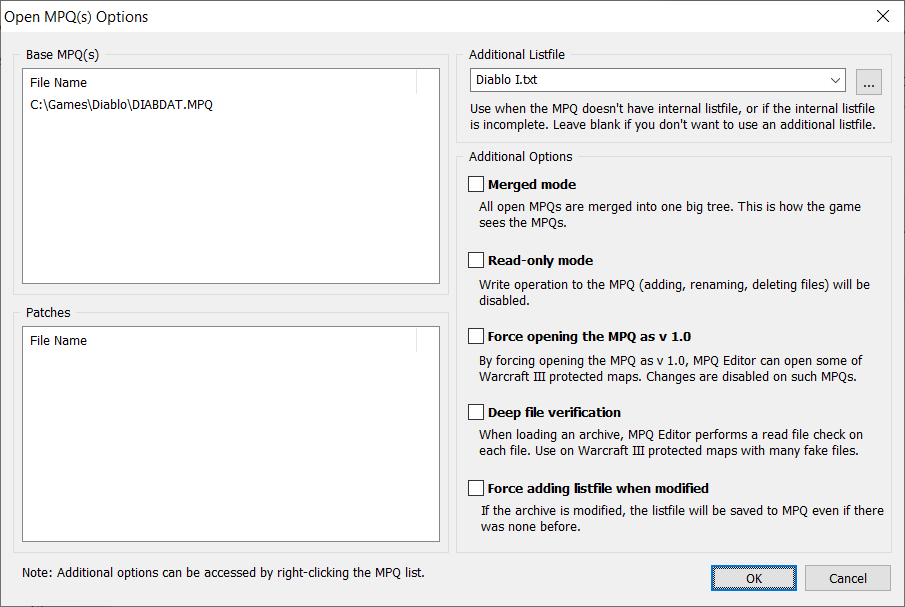 Open MPQ(s) Options
Base MPQ(s)
File Name
C:\Games\Diablo\DIABDAT.MPQ
Patches
File Name
Note: Additional options can be accessed by right-clicking the MPQ list.
Additional Listfile
Diablo I.txt
...
Use when the MPQ doesn't have internal listfile, or if the internal listfile
is incomplete. Leave blank if you don't want to use an additional listfile.
Additional Options
Merged mode
All open MPQs are merged into one big tree. This is how the game
sees the MPQs.
Read-only mode
Write operation to the MPQ (adding, renaming, deleting files) will be
disabled.
Force opening the MPQ as v 1.0
By forcing opening the MPQ as v 1.0, MPQ Editor can open some of
Warcraft III protected maps. Changes are disabled on such MPQs.
Deep file verification
When loading an archive, MPQ Editor performs a read file check on
each file. Use on Warcraft III protected maps with many fake files.
Force adding listfile when modified
If the archive is modified, the listfile will be saved to MPQ even if there
was none before.
OK
Cancel